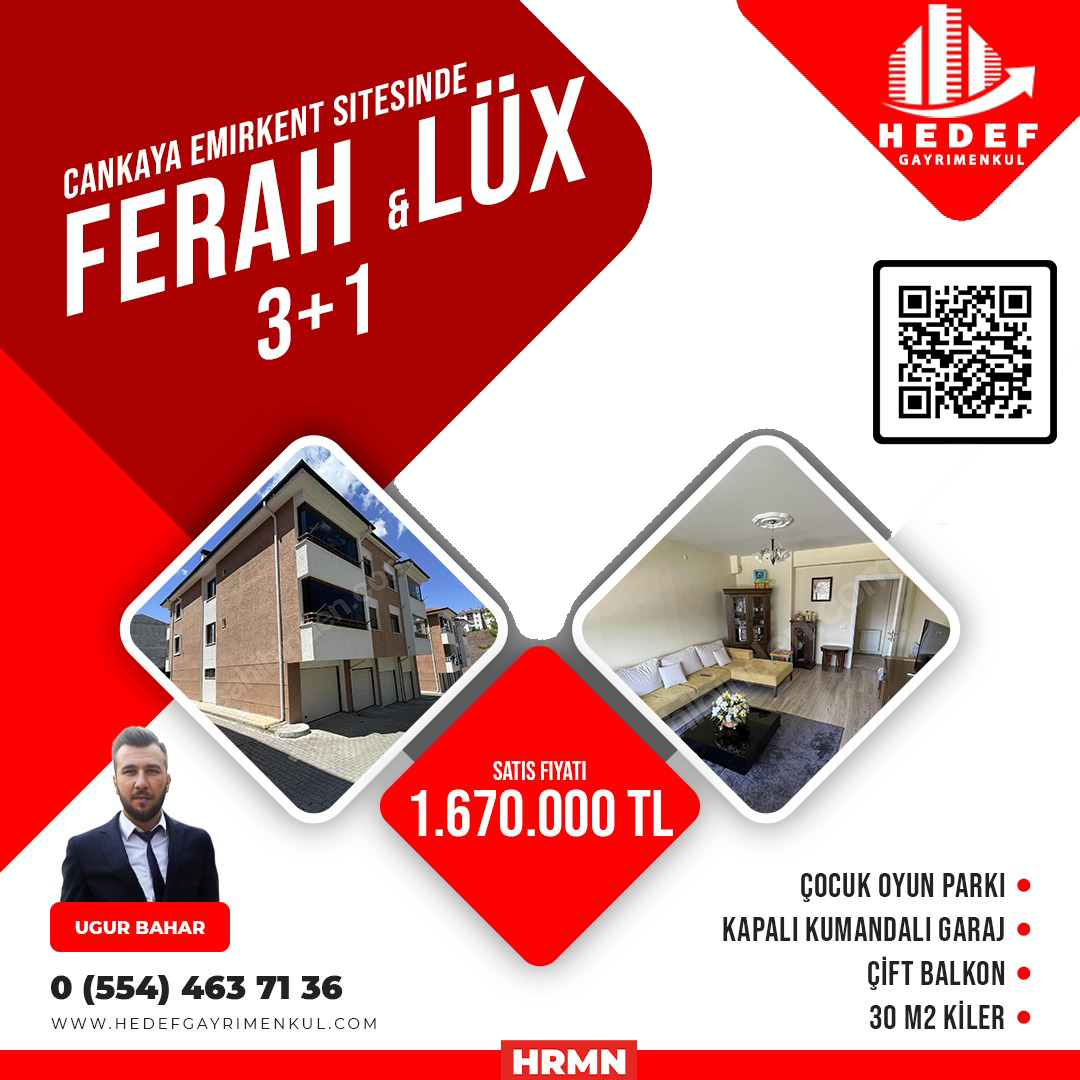 CANKAYA EMIRKENT SITESINDE
FERAH & LÜX
3+1
HEDEF
GAYRIMENKUL
SATIS FIYATI
1.670.000 TL
UGUR BAHAR
0 (554) 463 71 36
WWW.HEDEFGAYRIMENKUL.COM
ÇOCUK OYUN PARKI
KAPALI KUMANDALI GARAJ
ÇİFT BALKON
30 M2 KİLER
HRMN